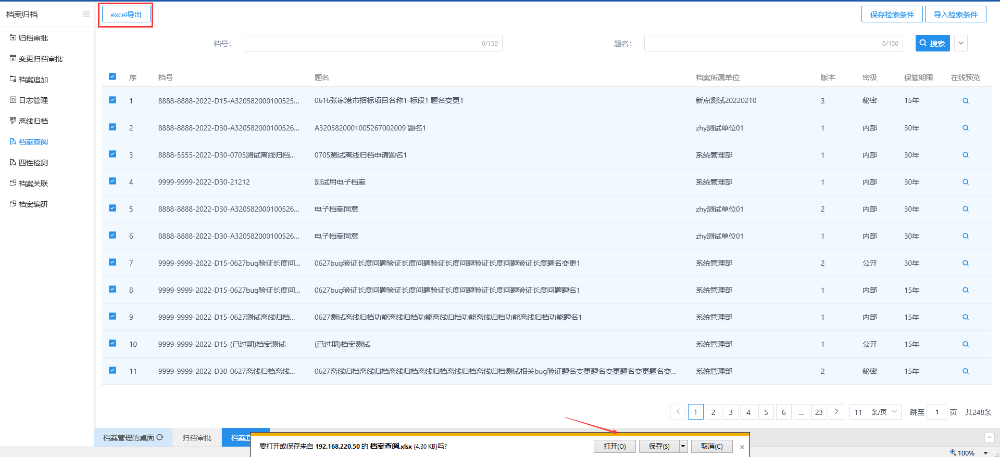 档案归档
归档审批
变更归档审批
档案追加
日志管理
离线归档
档案查阅
四性检测
档案关联
档案编研
excel导出
保存检索条件 导入检索条件
档号： 0/150 题名： 0/150 搜索
序 档号 题名 档案所属单位 版本 密级 保管期限 在线预览
1 8888-8888-2022-D15-A320582000100525... 0616张家港市招标项目名称1-标段1 题名变更1 新点测试20220210 3 秘密 15年
2 8888-8888-2022-D30-A320582000100526... A3205820001005267002009 题名1 zhy测试单位01 1 内部 30年
3 8888-5555-2022-D30-0705测试离线归档... 0705测试离线归档申请题名1 系统管理部 1 内部 30年
4 9999-9999-2022-D30-21212 测试用电子档案 系统管理部 1 内部 30年
5 8888-8888-2022-D30-A320582000100526... 电子档案同意 zhy测试单位01 2 内部 30年
6 8888-8888-2022-D30-A320582000100526... 电子档案同意 zhy测试单位01 1 内部 30年
7 9999-9999-2022-D15-0627bug验证长度问... 0627bug验证长度问题验证长度问题验证长度问题验证长度问题验证长度题名变更1 系统管理部 2 公开 30年
8 9999-9999-2022-D15-0627bug验证长度问... 0627bug验证长度问题验证长度问题验证长度问题验证长度问题验证长度问题题名1 系统管理部 1 内部 15年
9 9999-9999-2022-D15-0627测试离线归档... 0627测试离线归档功能离线归档功能离线归档功能离线归档功能离线归档功能题名1 系统管理部 1 内部 15年
10 9999-9999-2022-D15-(已过期)档案测试 (已过期)档案测试 系统管理部 1 公开 15年
11 9999-9999-2022-D30-0627离线归档离线... 0627离线归档离线归档离线归档离线归档离线归档离线归档测试相关bug验证题名变更题名变更题名变更题名变... 系统管理部 2 秘密 15年
1 2 3 4 5 6 ... 23 11 条/页 跳至 1 页 共248条
档案管理的桌面 归档审批 档案查
要打开或保存来自 192.168.220.50 的 档案查阅.xlsx (4.30 KB)吗? 打开(O) 保存(S) 取消(C)
100%